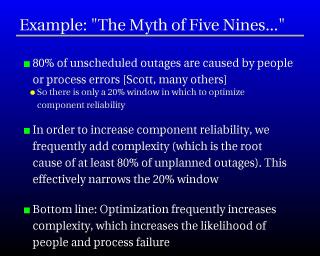 Example: "The Myth of Five Nines..."
80% of unscheduled outages are caused by people
or process errors [Scott, many others]
So there is only a 20% window in which to optimize
component reliability
In order to increase component reliability, we
frequently add complexity (which is the root
cause of at least 80% of unplanned outages). This
effectively narrows the 20% window
Bottom line: Optimization frequently increases
complexity, which increases the likelihood of
people and process failure